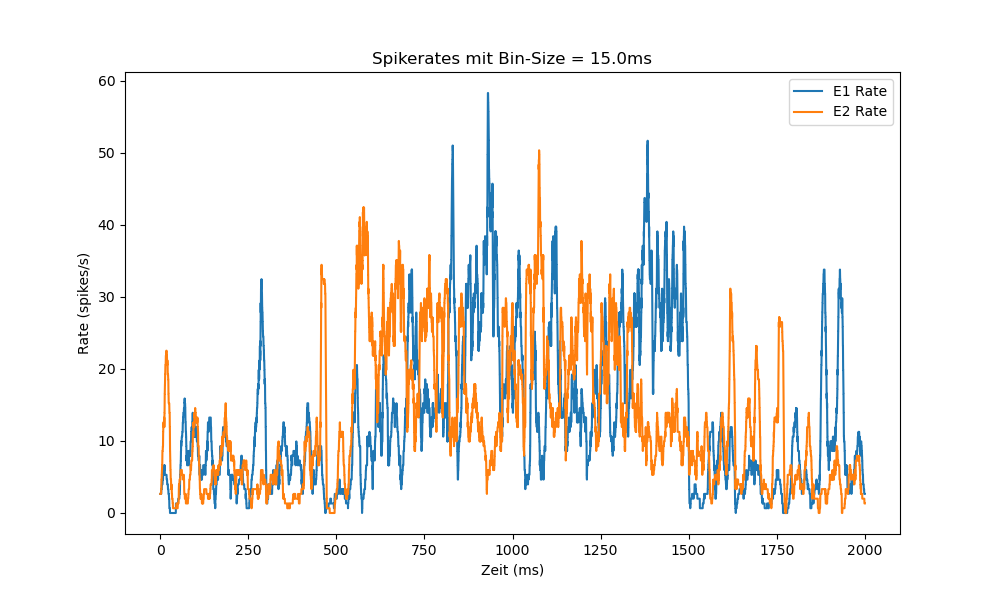 Spikerates mit Bin-Size = 15.0ms
E1 Rate
E2 Rate
60
50
40
30
20
10
0
Rate (spikes/s)
0 250 500 750 1000 1250 1500 1750 2000
Zeit (ms)